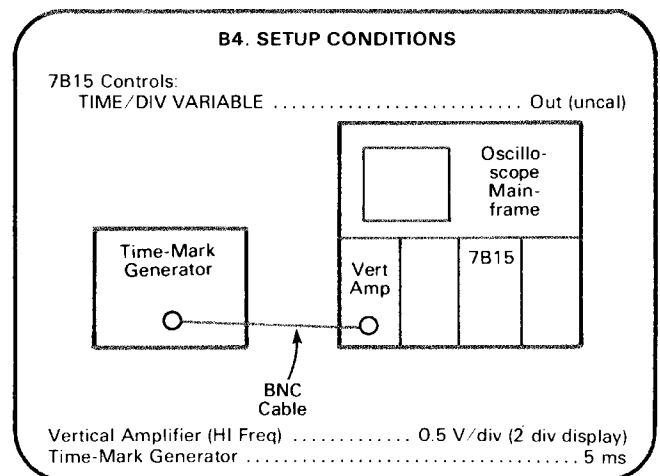 B4. SETUP CONDITIONS
7B15 Controls:
TIME/DIV VARIABLE ............................ Out (uncal)
Oscillo-
scope
Main-
frame
Time-Mark
Generator
Vert
Amp
7B15
BNC
Cable
Vertical Amplifier (HI Freq) ............. 0.5 V/div (2 div display)
Time-Mark Generator ..................................... 5 ms